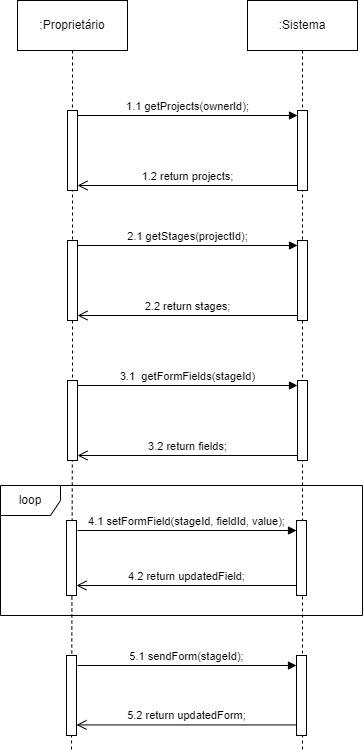 :Proprietário
:Sistema
1.1 getProjects(ownerId);
1.2 return projects;
2.1 getStages(projectId);
2.2 return stages;
3.1 getFormFields(stageId)
3.2 return fields;
loop
4.1 setFormField(stageId, fieldId, value);
4.2 return updatedField;
5.1 sendForm(stageId);
5.2 return updatedForm;